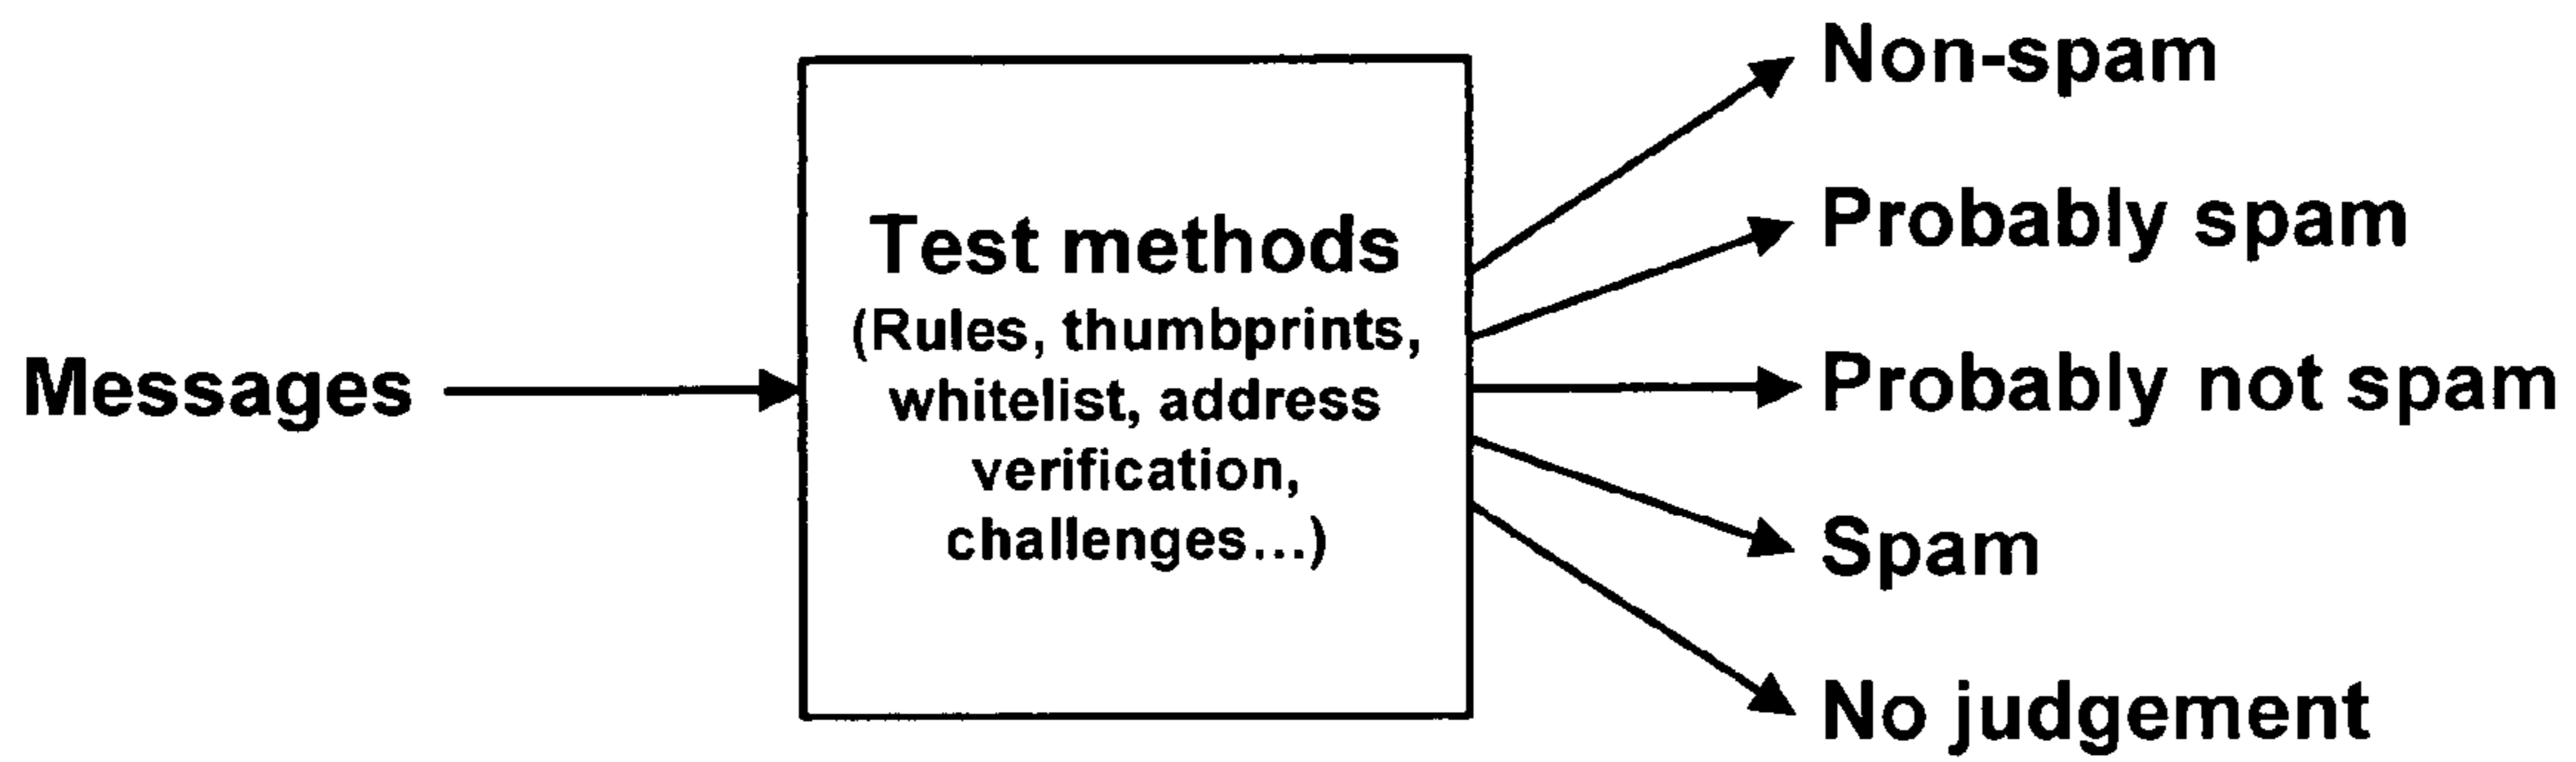 Messages
Test methods
(Rules, thumbprints,
whitelist, address
verification,
challenges...)
Non-spam
Probably spam
Probably not spam
Spam
No judgement